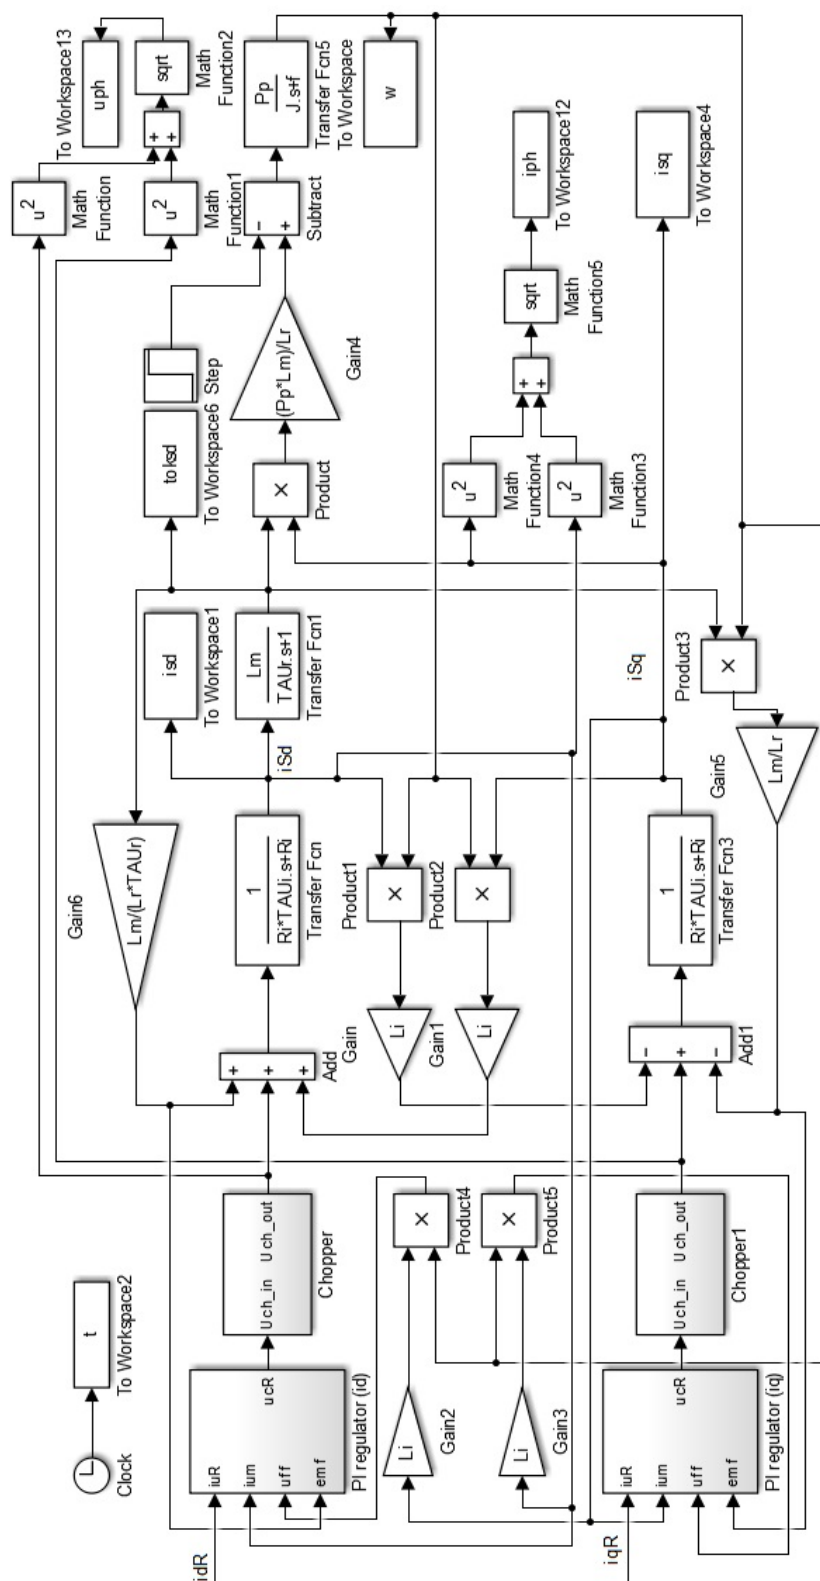 Clock
t
To Workspace2
Gain6
Lm/(Lr*TAUr)
u²
Math
Function
To Workspace13
uph
sqrt
Math
Function2
+
+
u²
Math
Function1
idR
iuR
ium
uff
emf
ucR
PI regulator (id)
Uch_in
Uch_out
Chopper
+
+
+
Add
1
Ri*TAUi.s+Ri
Transfer Fcn
iSd
isd
To Workspace1
Lm
TAUr.s+1
Transfer Fcn1
toksd
To Workspace6
Step
×
Product
(Pp*Lm)/Lr
Gain4
−
+
Subtract
Pp
J.s+f
Transfer Fcn5
To Workspace
w
Gain
Li
Gain1
Li
Product1
×
Product2
×
Li
Gain2
Li
Gain3
×
Product4
×
Product5
u²
Math
Function4
u²
Math
Function3
+
+
sqrt
Math
Function5
iph
To Workspace12
iSq
isq
To Workspace4
iqR
iuR
ium
uff
emf
ucR
PI regulator (iq)
Uch_in
Uch_out
Chopper1
−
+
−
Add1
1
Ri*TAUi.s+Ri
Transfer Fcn3
Gain5
Lm/Lr
Product3
×